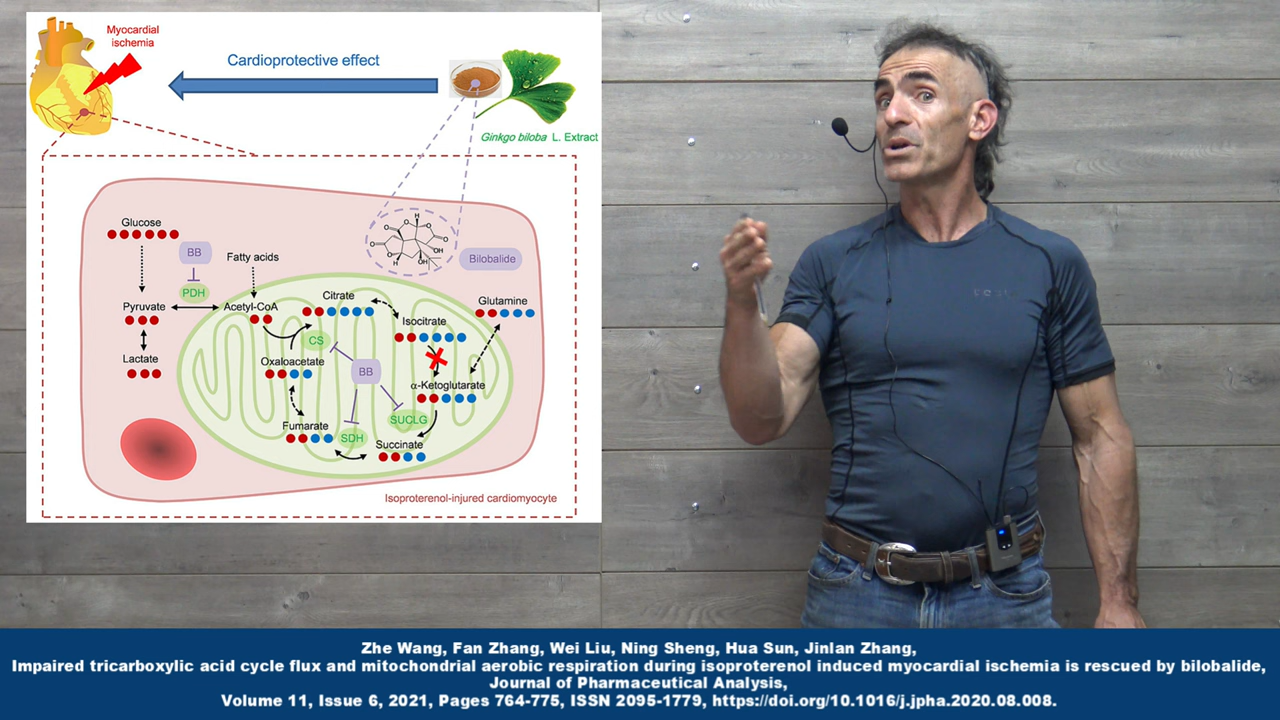 Myocardial
ischemia
Cardioprotective effect
Ginkgo biloba L. Extract
Glucose
BB
PDH
Fatty acids
Bilobalide
Pyruvate
Acetyl-CoA
Citrate
Isocitrate
Glutamine
Lactate
CS
Oxaloacetate
BB
α-Ketoglutarate
Fumarate
SDH
SUCLG
Succinate
H
O
O
O
O
O
OH
H
OH
Isoproterenol-injured cardiomyocyte
Zhe Wang, Fan Zhang, Wei Liu, Ning Sheng, Hua Sun, Jinlan Zhang,
Impaired tricarboxylic acid cycle flux and mitochondrial aerobic respiration during isoproterenol induced myocardial ischemia is rescued by bilobalide,
Journal of Pharmaceutical Analysis,
Volume 11, Issue 6, 2021, Pages 764-775, ISSN 2095-1779, https://doi.org/10.1016/j.jpha.2020.08.008.